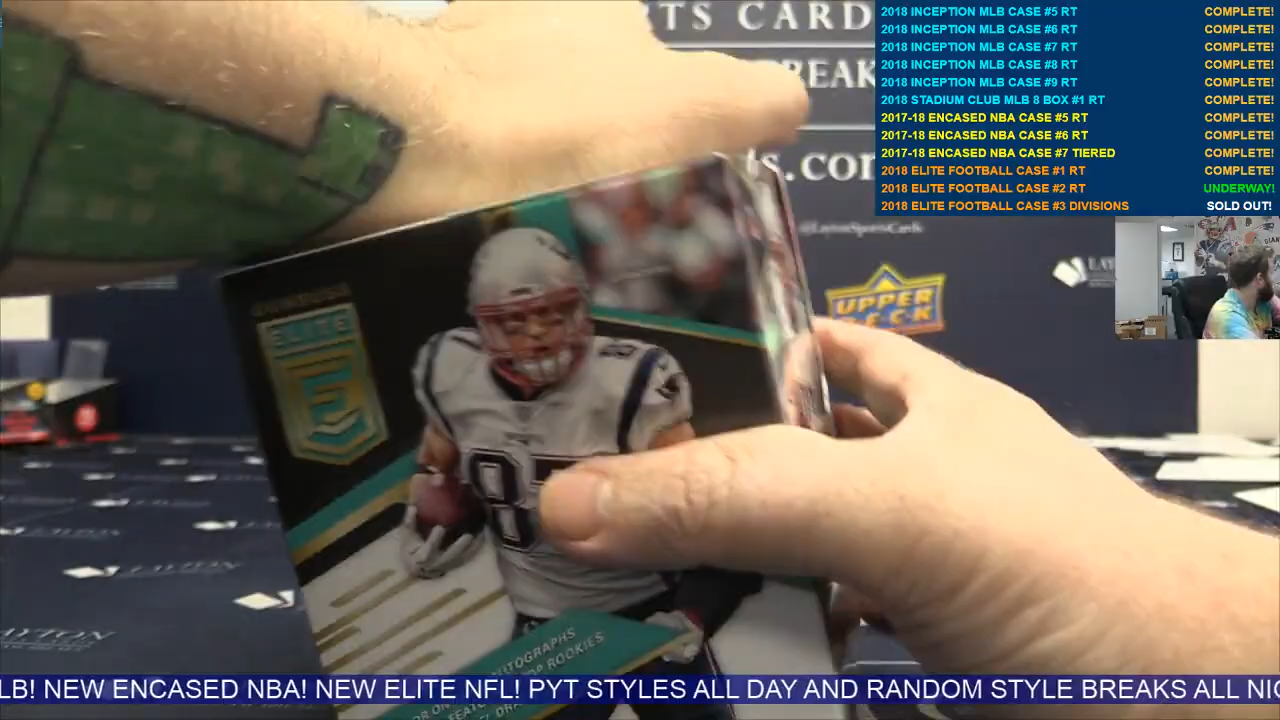 TS CARD
BREAK
ts.com
@LaytonSportsCards
2018 INCEPTION MLB CASE #5 RT COMPLETE!
2018 INCEPTION MLB CASE #6 RT COMPLETE!
2018 INCEPTION MLB CASE #7 RT COMPLETE!
2018 INCEPTION MLB CASE #8 RT COMPLETE!
2018 INCEPTION MLB CASE #9 RT COMPLETE!
2018 STADIUM CLUB MLB 8 BOX #1 RT COMPLETE!
2017-18 ENCASED NBA CASE #5 RT COMPLETE!
2017-18 ENCASED NBA CASE #6 RT COMPLETE!
2017-18 ENCASED NBA CASE #7 TIERED COMPLETE!
2018 ELITE FOOTBALL CASE #1 RT COMPLETE!
2018 ELITE FOOTBALL CASE #2 RT UNDERWAY!
2018 ELITE FOOTBALL CASE #3 DIVISIONS SOLD OUT!
UPPER
DECK
LAY
ELITE
87
AUTOGRAPHS
OP ROOKIES
LAYTON
LB! NEW ENCASED NBA! NEW ELITE NFL! PYT STYLES ALL DAY AND RANDOM STYLE BREAKS ALL NIG